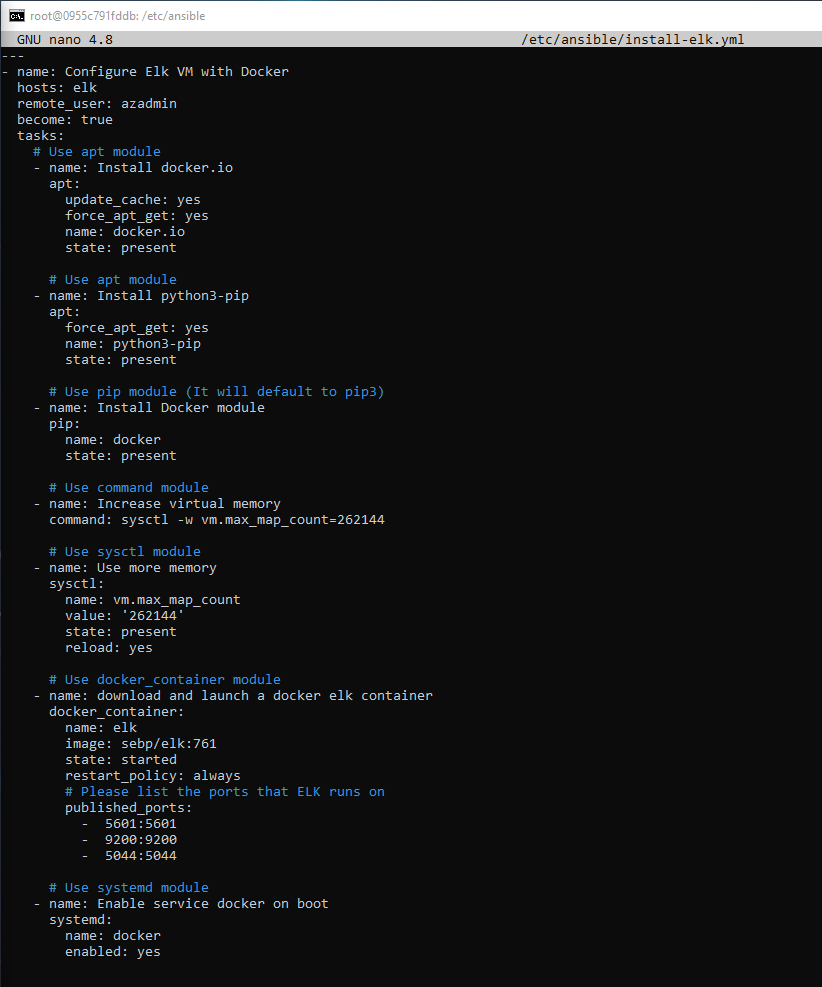 root@0955c791fddb: /etc/ansible
GNU nano 4.8 /etc/ansible/install-elk.yml
---
- name: Configure Elk VM with Docker
  hosts: elk
  remote_user: azadmin
  become: true
  tasks:
    # Use apt module
    - name: Install docker.io
      apt:
        update_cache: yes
        force_apt_get: yes
        name: docker.io
        state: present

      # Use apt module
    - name: Install python3-pip
      apt:
        force_apt_get: yes
        name: python3-pip
        state: present

      # Use pip module (It will default to pip3)
    - name: Install Docker module
      pip:
        name: docker
        state: present

      # Use command module
    - name: Increase virtual memory
      command: sysctl -w vm.max_map_count=262144

      # Use sysctl module
    - name: Use more memory
      sysctl:
        name: vm.max_map_count
        value: '262144'
        state: present
        reload: yes

      # Use docker_container module
    - name: download and launch a docker elk container
      docker_container:
        name: elk
        image: sebp/elk:761
        state: started
        restart_policy: always
        # Please list the ports that ELK runs on
        published_ports:
          -  5601:5601
          -  9200:9200
          -  5044:5044

      # Use systemd module
    - name: Enable service docker on boot
      systemd:
        name: docker
        enabled: yes